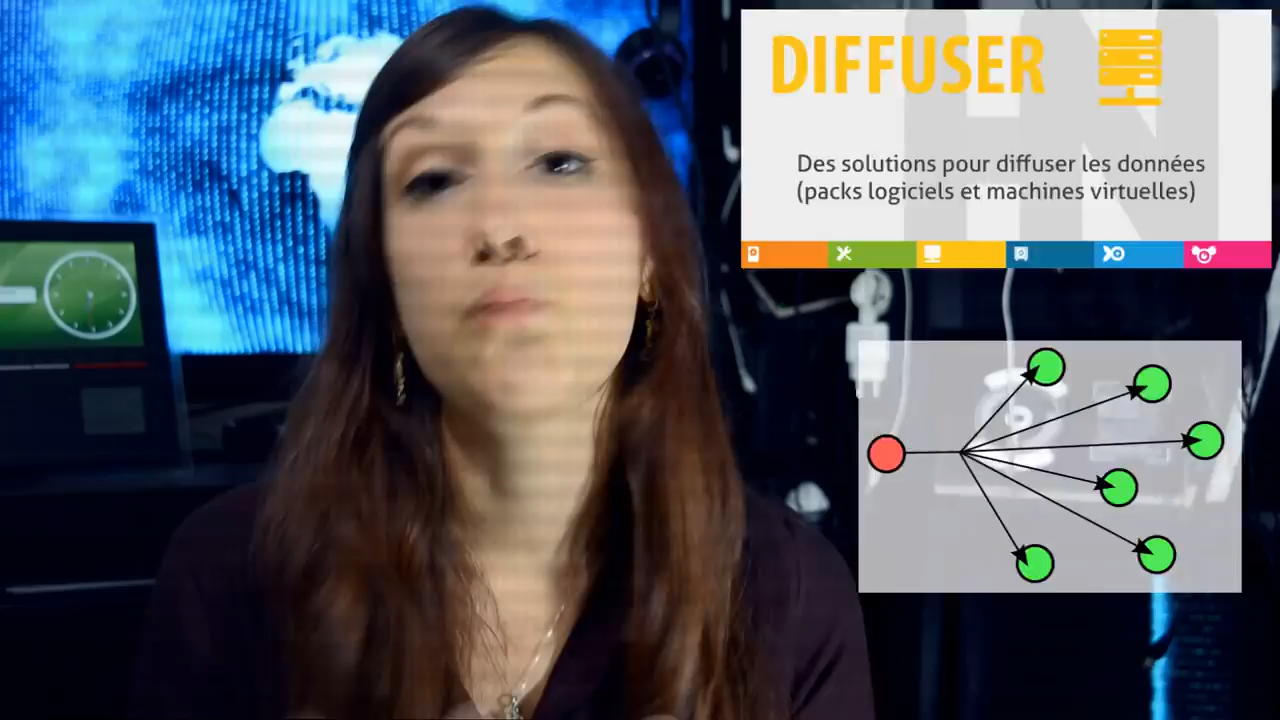 DIFFUSER
Des solutions pour diffuser les données
(packs logiciels et machines virtuelles)